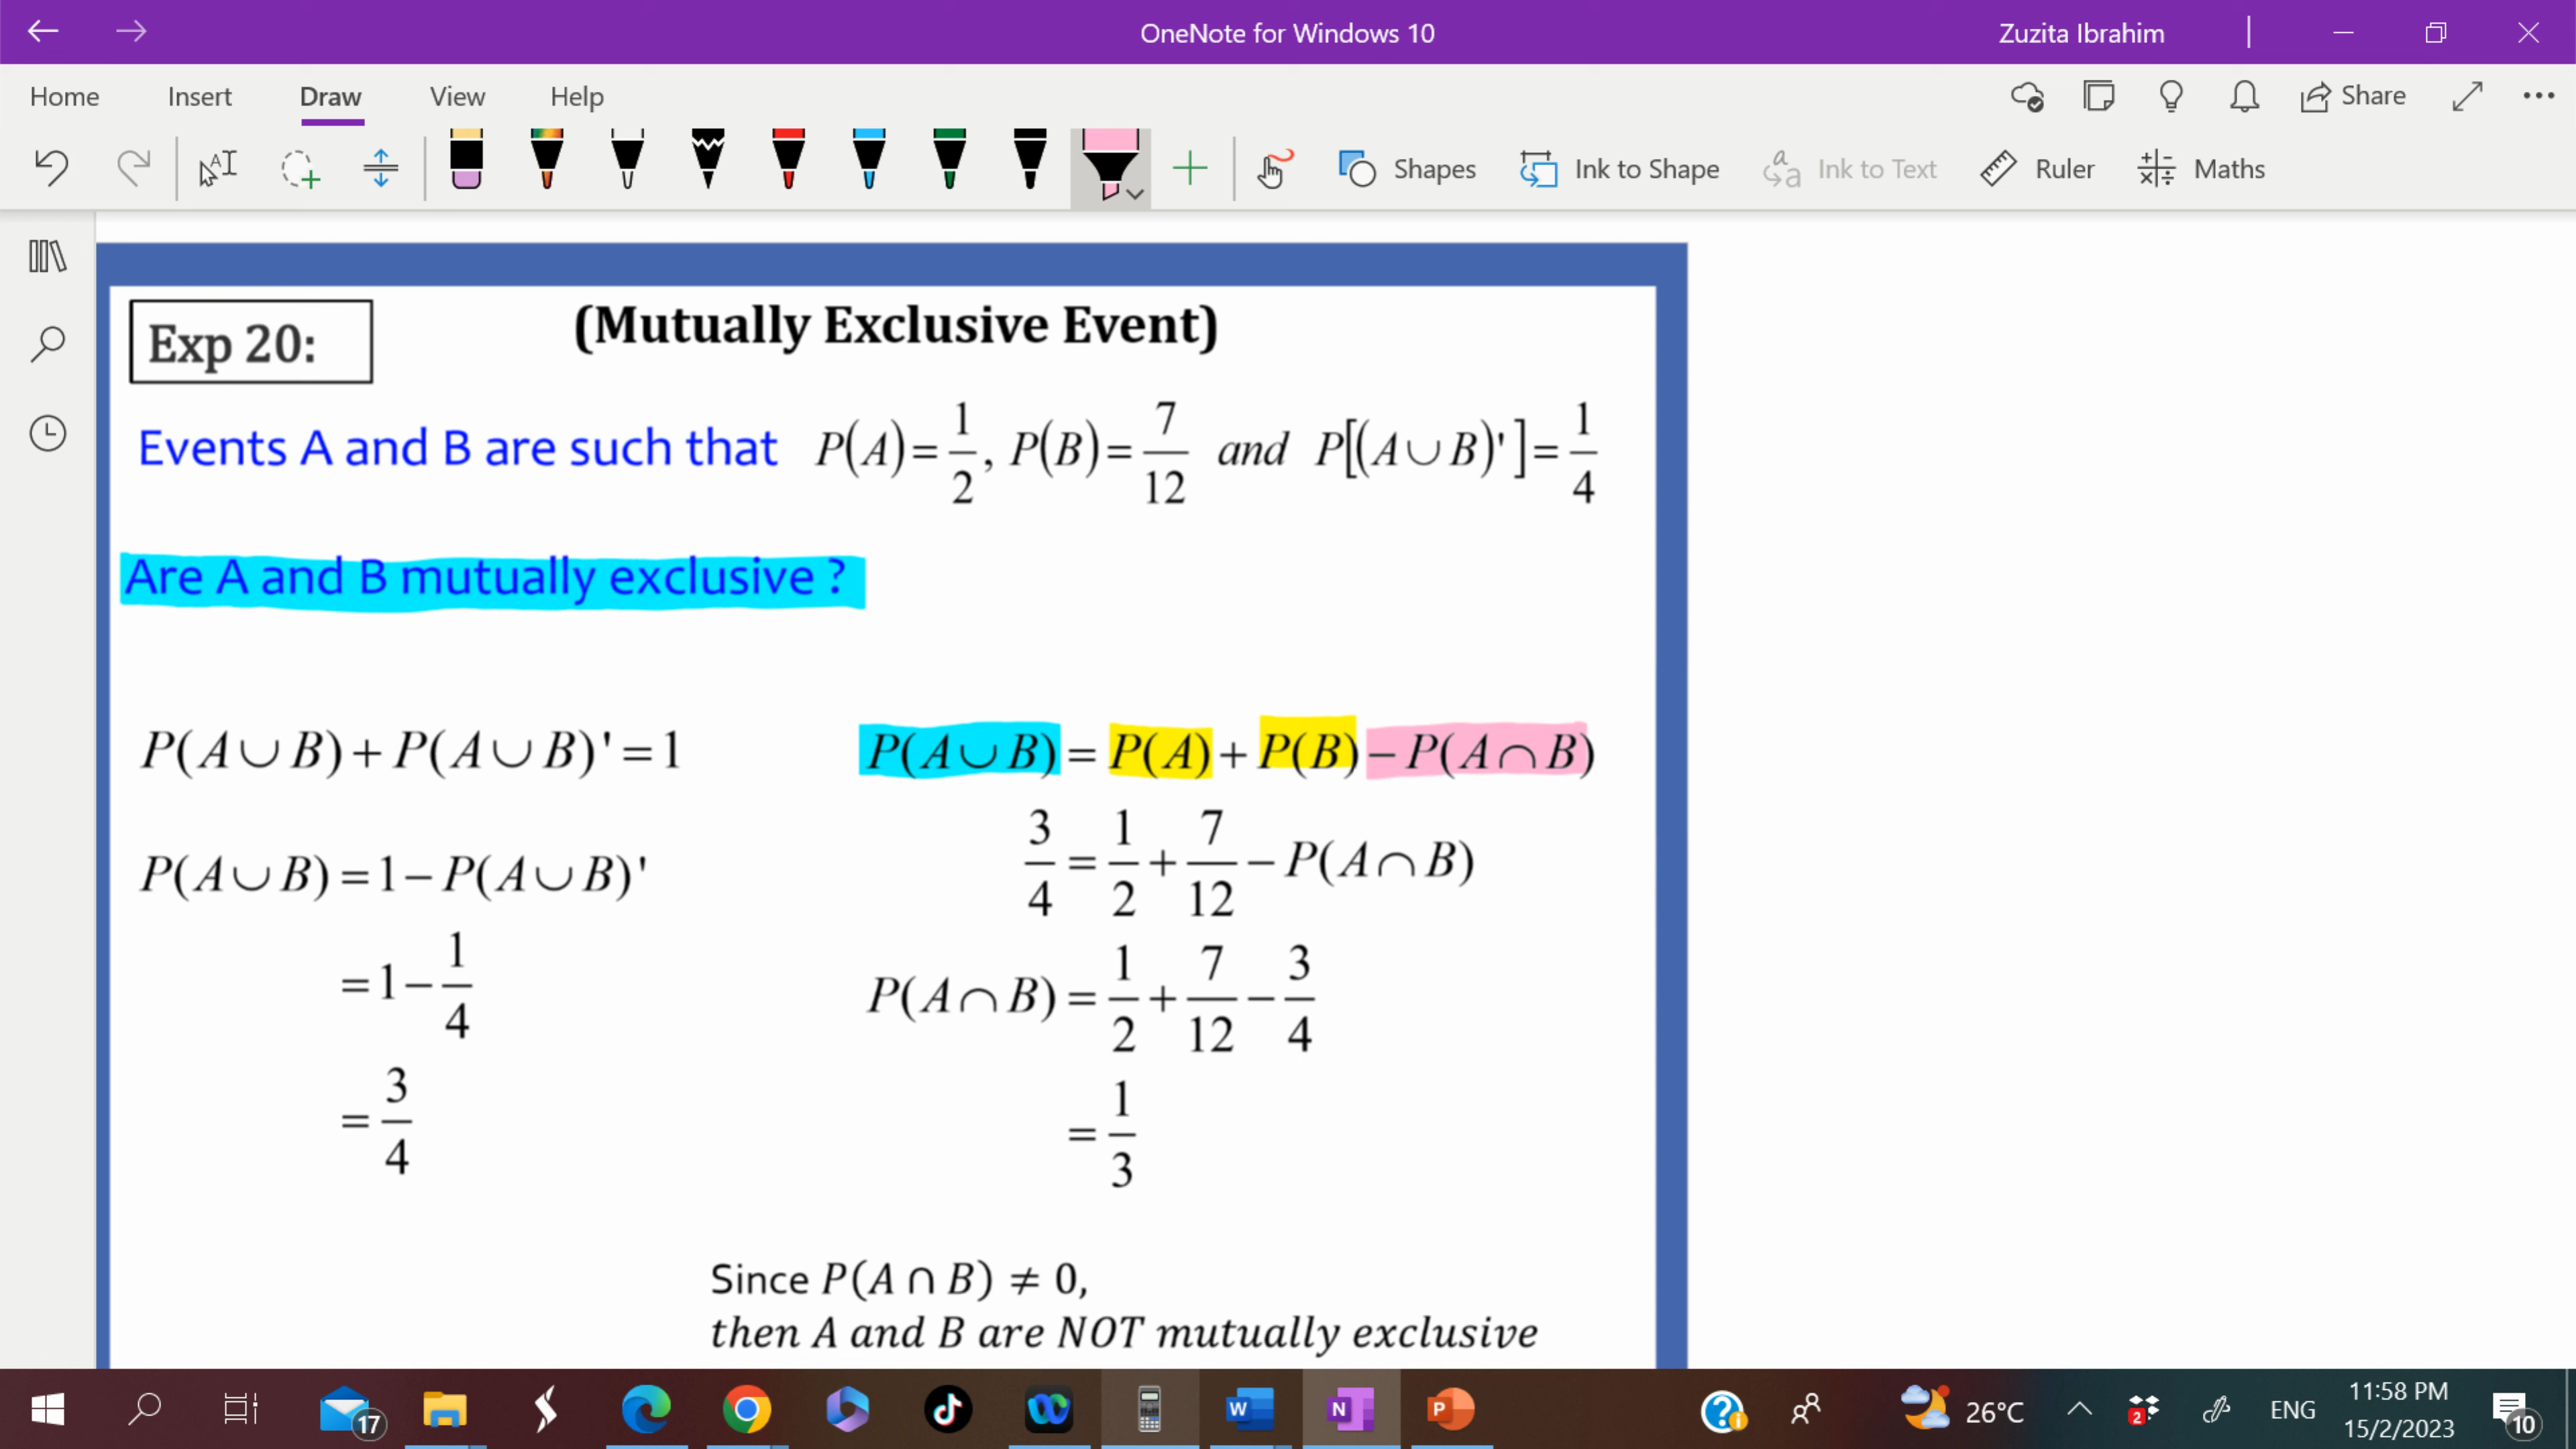 OneNote for Windows 10
Zuzita Ibrahim
Home Insert Draw View Help
Share
Shapes Ink to Shape Ink to Text Ruler Maths
Exp 20:
(Mutually Exclusive Event)
Events A and B are such that P(A) = 1/2, P(B) = 7/12 and P[(A ∪ B)'] = 1/4
Are A and B mutually exclusive ?
P(A ∪ B) + P(A ∪ B)' = 1
P(A ∪ B) = 1 − P(A ∪ B)'
= 1 − 1/4
= 3/4
P(A ∪ B) = P(A) + P(B) − P(A ∩ B)
3/4 = 1/2 + 7/12 − P(A ∩ B)
P(A ∩ B) = 1/2 + 7/12 − 3/4
= 1/3
Since P(A ∩ B) ≠ 0,
then A and B are NOT mutually exclusive
17
W
N
P
26°C
2
ENG
11:58 PM
15/2/2023
10